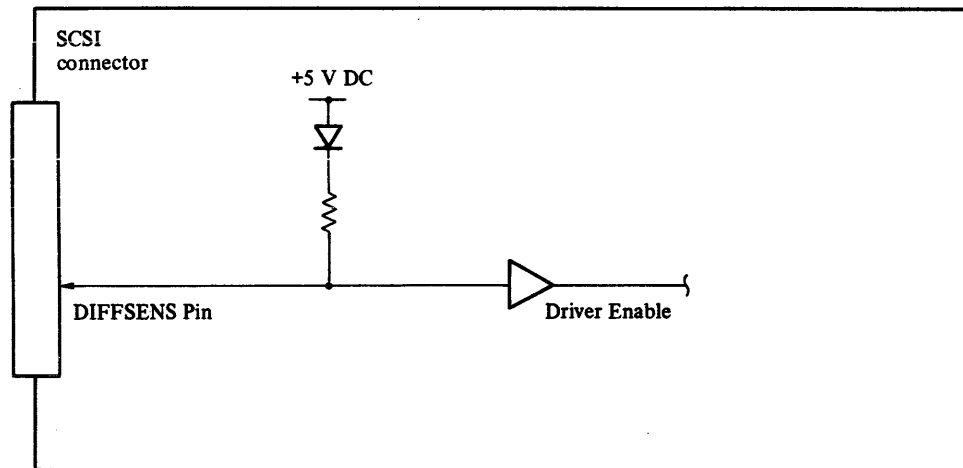 SCSI
connector
+5 V DC
DIFFSENS Pin
Driver Enable